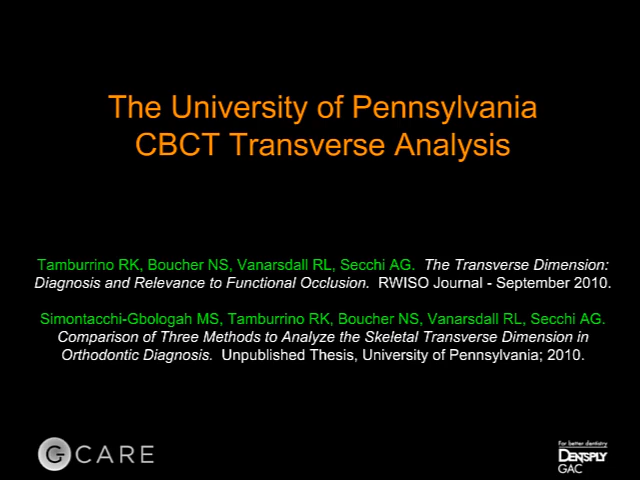 The University of Pennsylvania
CBCT Transverse Analysis
Tamburrino RK, Boucher NS, Vanarsdall RL, Secchi AG. The Transverse Dimension:
Diagnosis and Relevance to Functional Occlusion. RWISO Journal - September 2010.
Simontacchi-Gbologah MS, Tamburrino RK, Boucher NS, Vanarsdall RL, Secchi AG.
Comparison of Three Methods to Analyze the Skeletal Transverse Dimension in
Orthodontic Diagnosis. Unpublished Thesis, University of Pennsylvania; 2010.
G CARE
For better dentistry
DENTSPLY
GAC